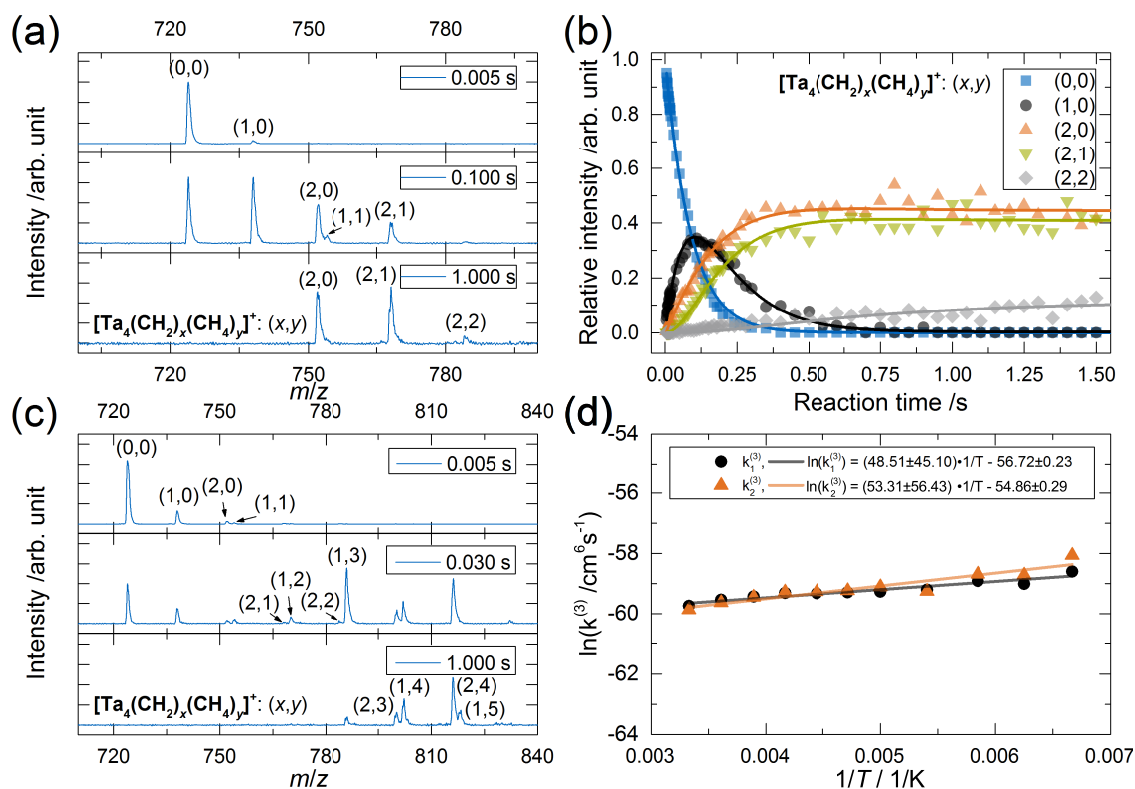 (a)
720 750 780
(0,0)
0.005 s
(1,0)
0.100 s
(2,0)
(1,1)
(2,1)
1.000 s
(2,0)
(2,1)
(2,2)
[Ta4(CH2)x(CH4)y]+: (x,y)
Intensity /arb. unit
720 750 780
m/z
(b)
[Ta4(CH2)x(CH4)y]+: (x,y)
(0,0)
(1,0)
(2,0)
(2,1)
(2,2)
1.0
0.8
0.6
0.4
0.2
0.0
Relative intensity /arb. unit
0.00 0.25 0.50 0.75 1.00 1.25 1.50
Reaction time /s
(c)
720 750 780 810 840
(0,0)
0.005 s
(1,0)
(2,0)
(1,1)
0.030 s
(1,3)
(1,2)
(2,1)
(2,2)
1.000 s
(1,4)
(2,4)
(2,3)
(1,5)
[Ta4(CH2)x(CH4)y]+: (x,y)
Intensity /arb. unit
720 750 780 810 840
m/z
(d)
k1(3), ln(k1(3)) = (48.51±45.10)•1/T - 56.72±0.23
k2(3), ln(k2(3)) = (53.31±56.43) •1/T - 54.86±0.29
-54
-56
-58
-60
-62
-64
ln(k(3)) /cm6s-1)
0.003 0.004 0.005 0.006 0.007
1/T / 1/K